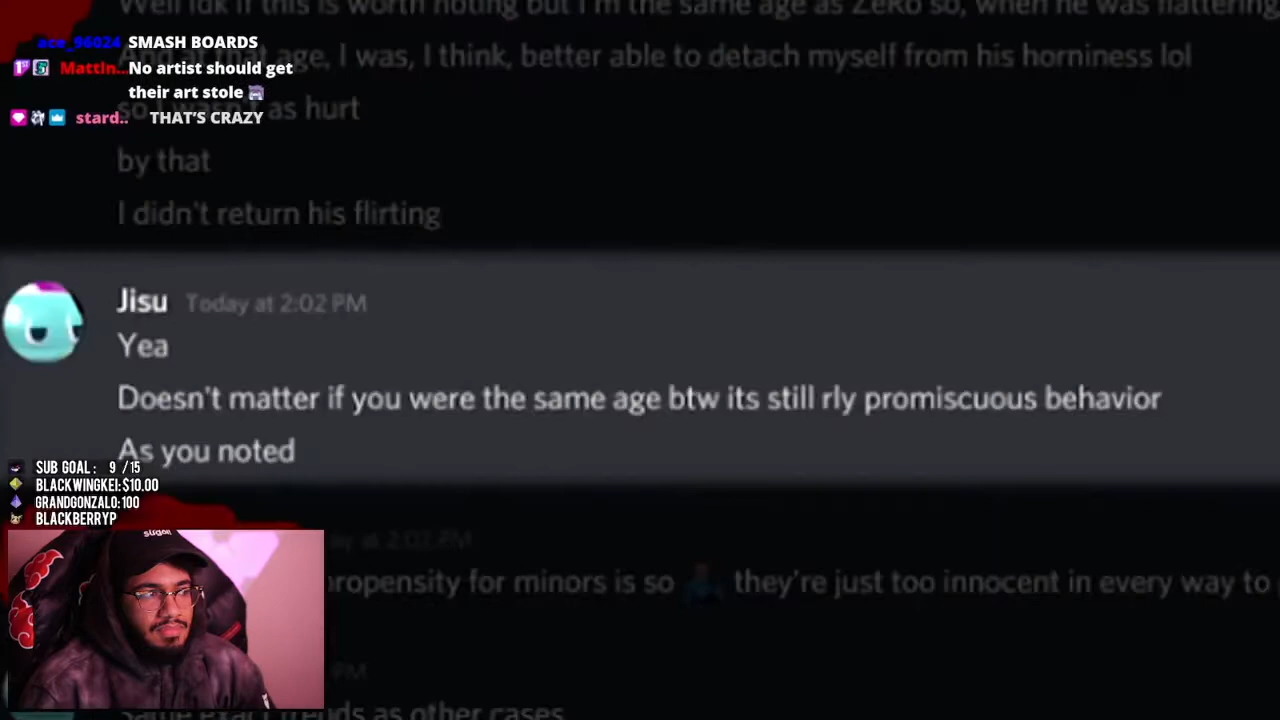 Well idk if this is worth noting but I'm the same age as ZeRo so, when he was flattering
age, I was, I think, better able to detach myself from his horniness lol
so I wasn't as hurt
by that
I didn't return his flirting
ace_96024 SMASH BOARDS
Mattin... No artist should get
their art stole
stard.. THAT'S CRAZY
Jisu Today at 2:02 PM
Yea
Doesn't matter if you were the same age btw its still rly promiscuous behavior
As you noted
at 2:02 PM
propensity for minors is so they're just too innocent in every way to
PM
Same exact trends as other cases
SUB GOAL: 9 /15
BLACKWINGKEI:$10.00
GRANDGONZALO:100
BLACKBERRYP
sugoi